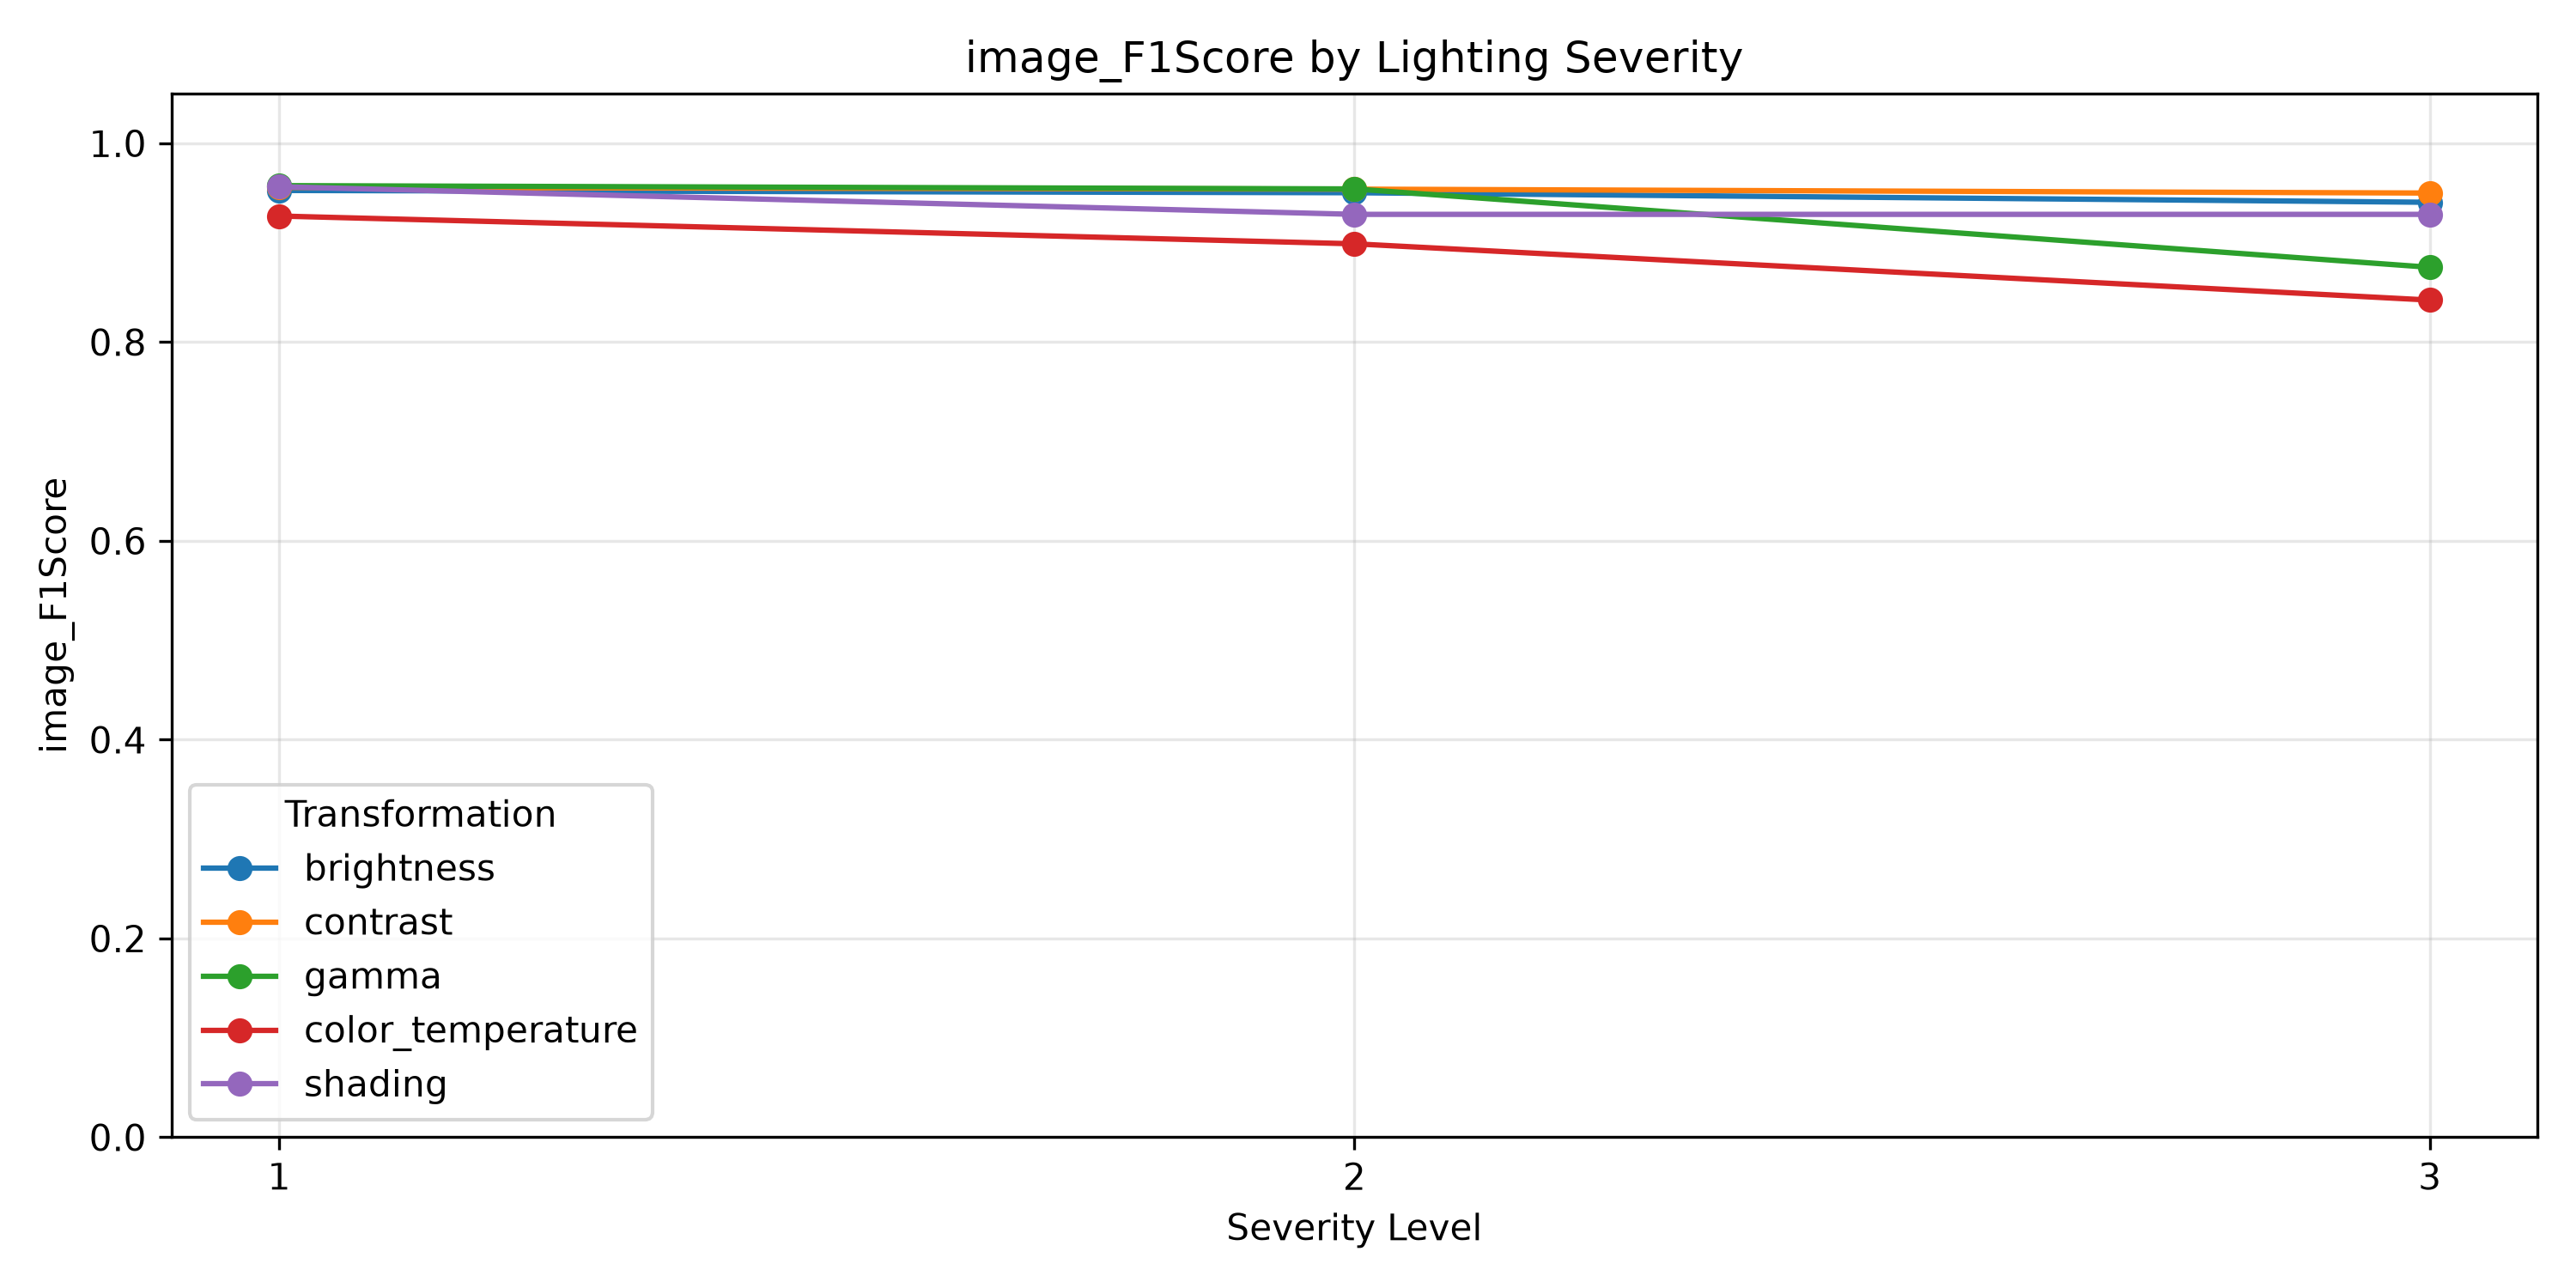 image_F1Score by Lighting Severity
1.0
0.8
0.6
0.4
0.2
0.0
image_F1Score
Transformation
brightness
contrast
gamma
color_temperature
shading
1
2
3
Severity Level